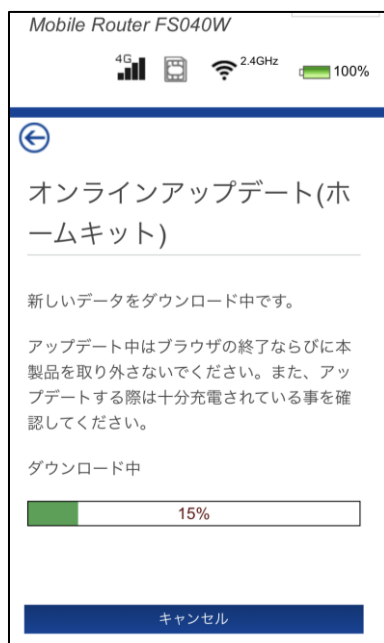 Mobile Router FS040W
4G
2.4GHz
100%
オンラインアップデート(ホ
ームキット)
新しいデータをダウンロード中です。
アップデート中はブラウザの終了ならびに本
製品を取り外さないでください。また、アッ
プデートする際は十分充電されている事を確
認してください。
ダウンロード中
15%
キャンセル